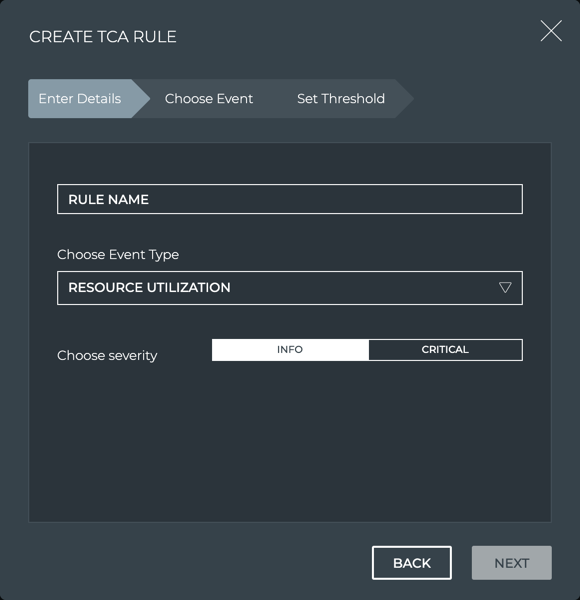 CREATE TCA RULE
Enter Details
Choose Event
Set Threshold
RULE NAME
Choose Event Type
RESOURCE UTILIZATION
Choose severity
INFO
CRITICAL
BACK
NEXT